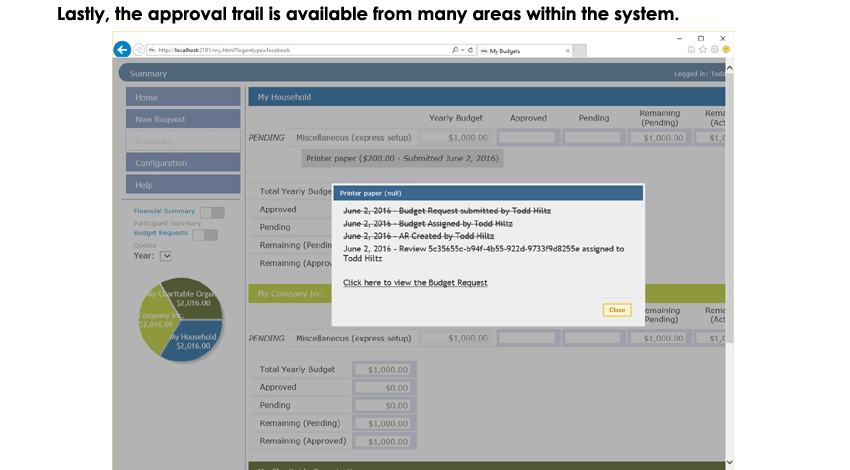 Lastly, the approval trail is available from many areas within the system.
http://localhost:2181/my.html?logontype=facebook
My Budgets
Summary
Logged in: Todd
Home
New Request
Summary
Configuration
Help
Financial Summary
Participant Summary
Budget Requests
Quotes
Year:
My Charitable Organ
$2,016.00
Company Inc.
$2,016.00
My Household
$2,016.00
My Household
Yearly Budget Approved Pending Remaining (Pending) Rema (Act
PENDING Miscellaneous (express setup) $1,000.00 $1,000.00 $1,0
Printer paper ($200.00 - Submitted June 2, 2016)
Total Yearly Budge
Approved
Pending
Remaining (Pendin
Remaining (Approv
Printer paper (null)
June 2, 2016 - Budget Request submitted by Todd Hiltz
June 2, 2016 - Budget Assigned by Todd Hiltz
June 2, 2016 - AR Created by Todd Hiltz
June 2, 2016 - Review 5c35655c-b94f-4b55-922d-9733f9d8255e assigned to
Todd Hiltz
Click here to view the Budget Request
Close
My Company Inc.
emaining Rema
Pending) (Act
PENDING Miscellaneous (express setup) $1,000.00 $1,000.00 $1,0
Total Yearly Budget $1,000.00
Approved $0.00
Pending $0.00
Remaining (Pending) $1,000.00
Remaining (Approved) $1,000.00